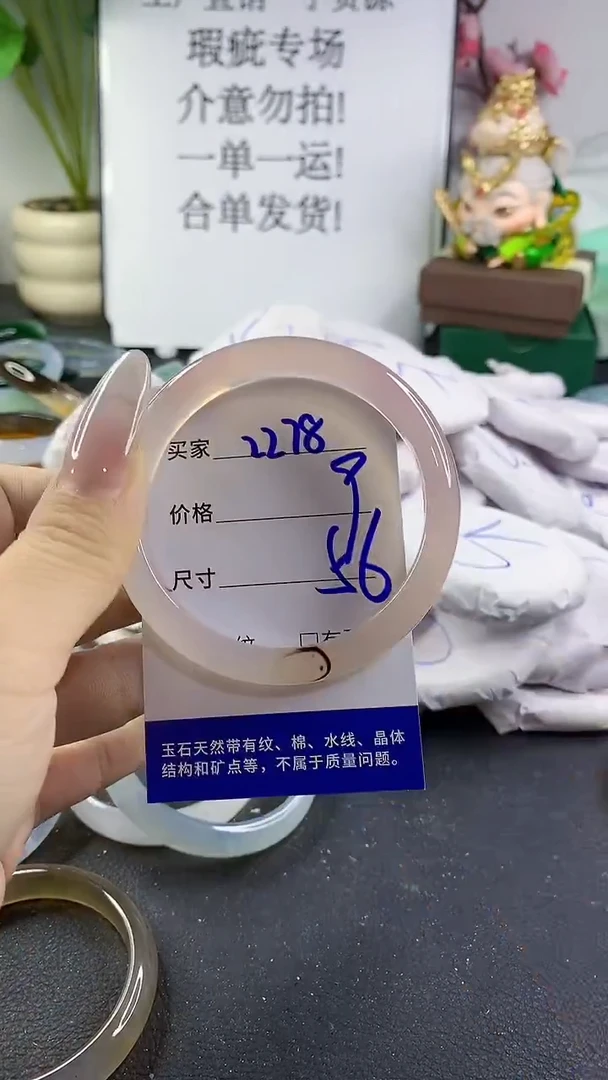 瑕疵专场
介意勿拍!
一单一运!
合单发货!
买家 2278
价格
尺寸 56
玉石天然带有纹、棉、水线、晶体
结构和矿点等，不属于质量问题。